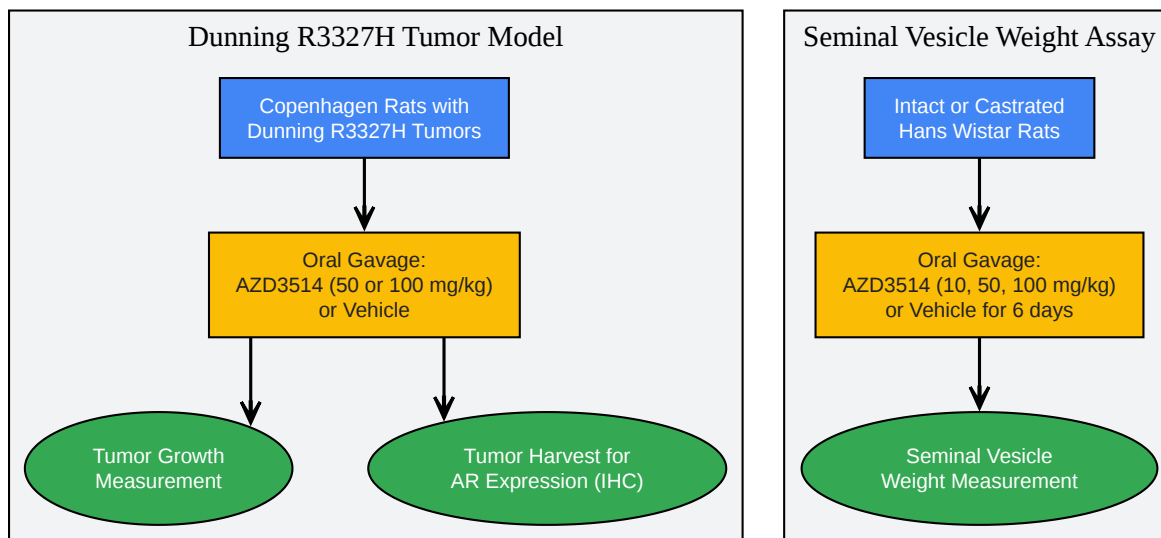 Dunning R3327H Tumor Model
Copenhagen Rats with
Dunning R3327H Tumors
Oral Gavage:
AZD3514 (50 or 100 mg/kg)
or Vehicle
Tumor Growth
Measurement
Tumor Harvest for
AR Expression (IHC)
Seminal Vesicle Weight Assay
Intact or Castrated
Hans Wistar Rats
Oral Gavage:
AZD3514 (10, 50, 100 mg/kg)
or Vehicle for 6 days
Seminal Vesicle
Weight Measurement